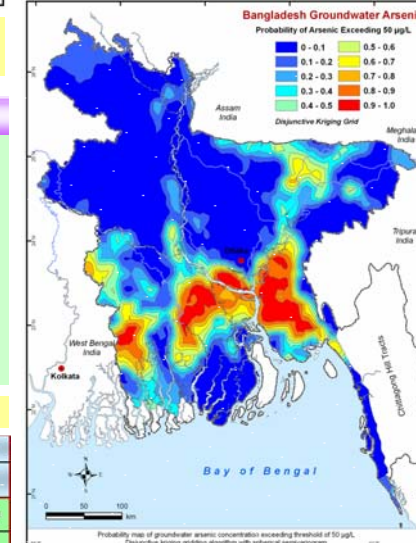 Bangladesh Groundwater Arseni
Probability of Arsenic Exceeding 50 µg/L
0 - 0.1
0.1 - 0.2
0.2 - 0.3
0.3 - 0.4
0.4 - 0.5
0.5 - 0.6
0.6 - 0.7
0.7 - 0.8
0.8 - 0.9
0.9 - 1.0
Disjunctive Kriging Grid
Assam
India
Meghala
India
Tripura
India
West Bengal
India
Kolkata
Chittagong Hill Tracts
Bay of Bengal
0 50 100
km
Probability map of groundwater arsenic concentration exceeding threshold of 50 µg/L